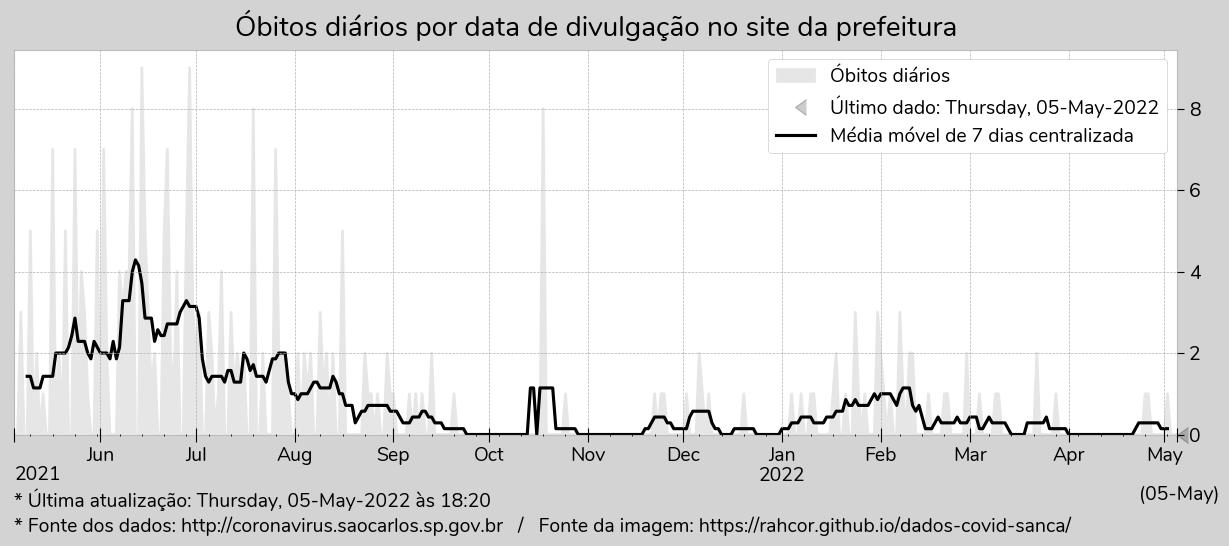 Óbitos diários por data de divulgação no site da prefeitura
Óbitos diários
Último dado: Thursday, 05-May-2022
Média móvel de 7 dias centralizada
8
6
4
2
0
Jun Jul Aug Sep Oct Nov Dec Jan Feb Mar Apr May
2021 2022
(05-May)
* Última atualização: Thursday, 05-May-2022 às 18:20
* Fonte dos dados: http://coronavirus.saocarlos.sp.gov.br / Fonte da imagem: https://rahcor.github.io/dados-covid-sanca/